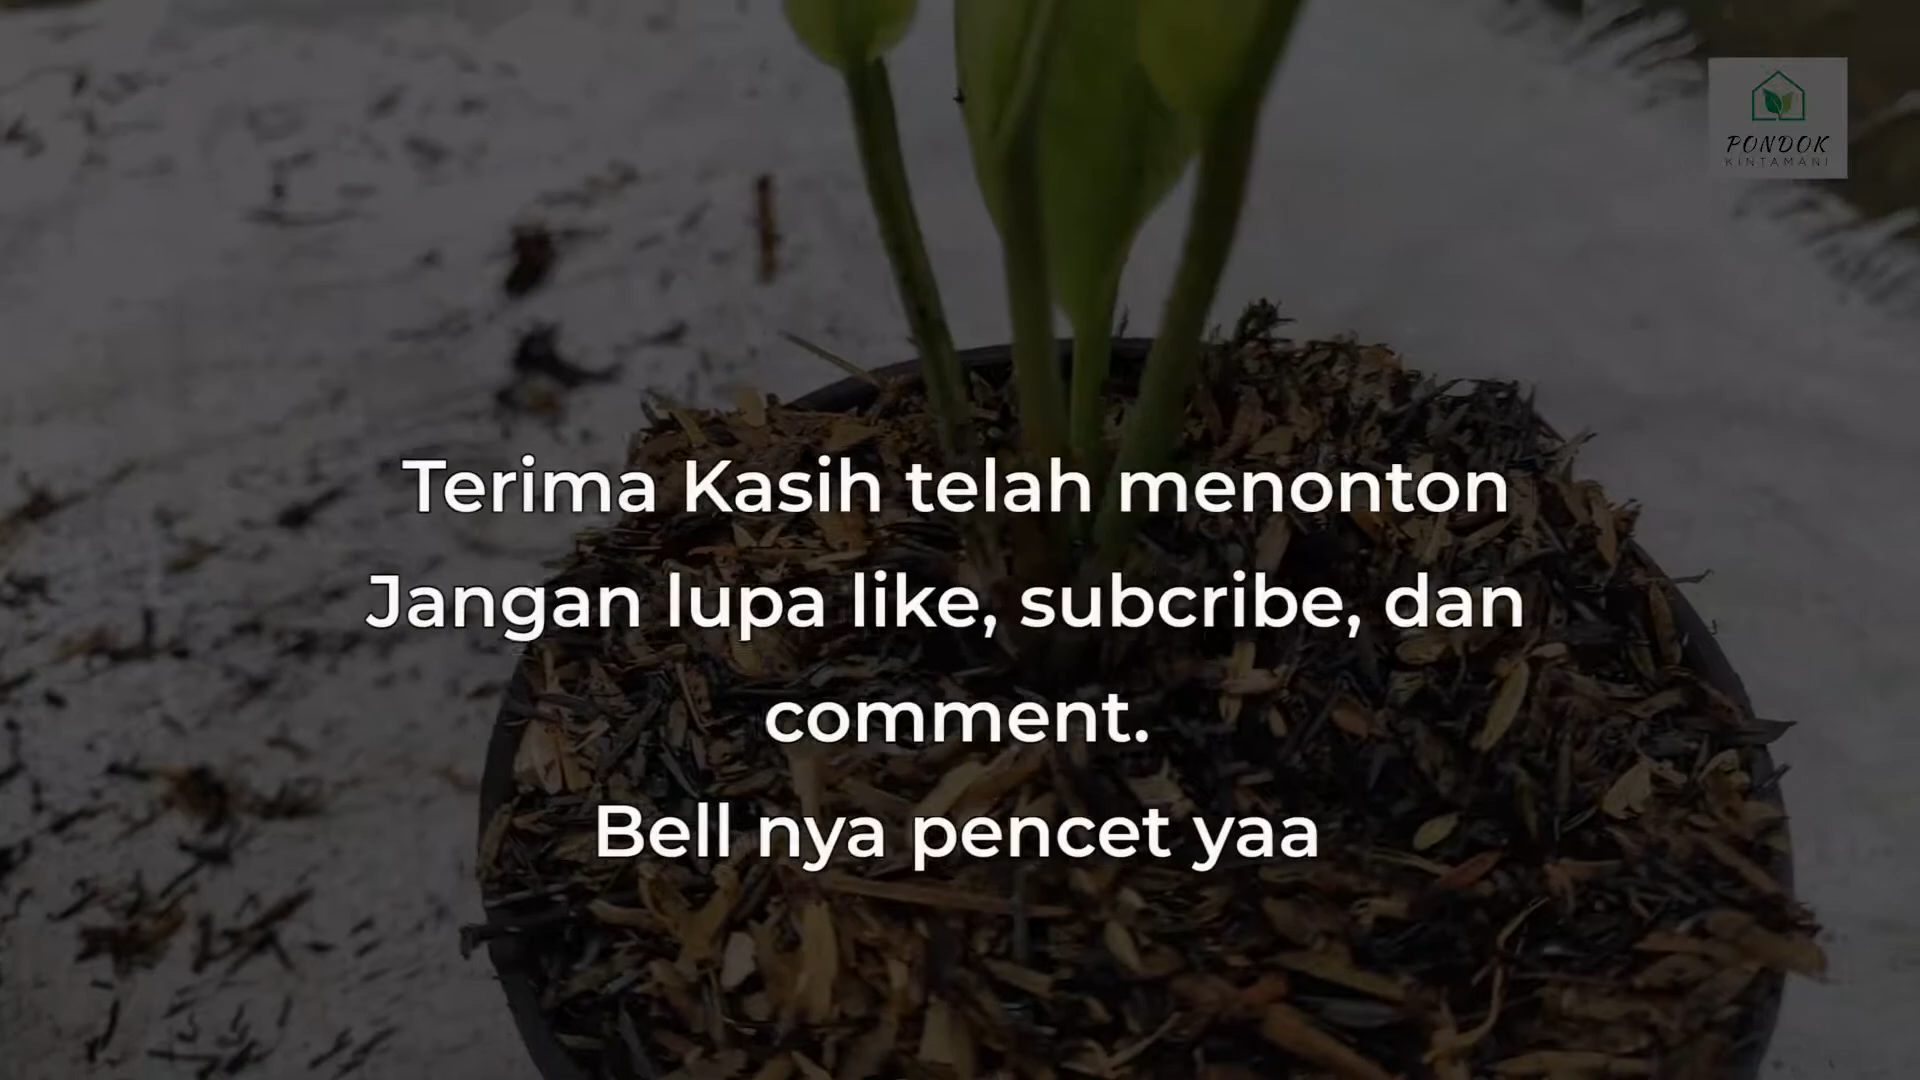 PONDOK
KINTAMANI
Terima Kasih telah menonton
Jangan lupa like, subcribe, dan
comment.
Bell nya pencet yaa